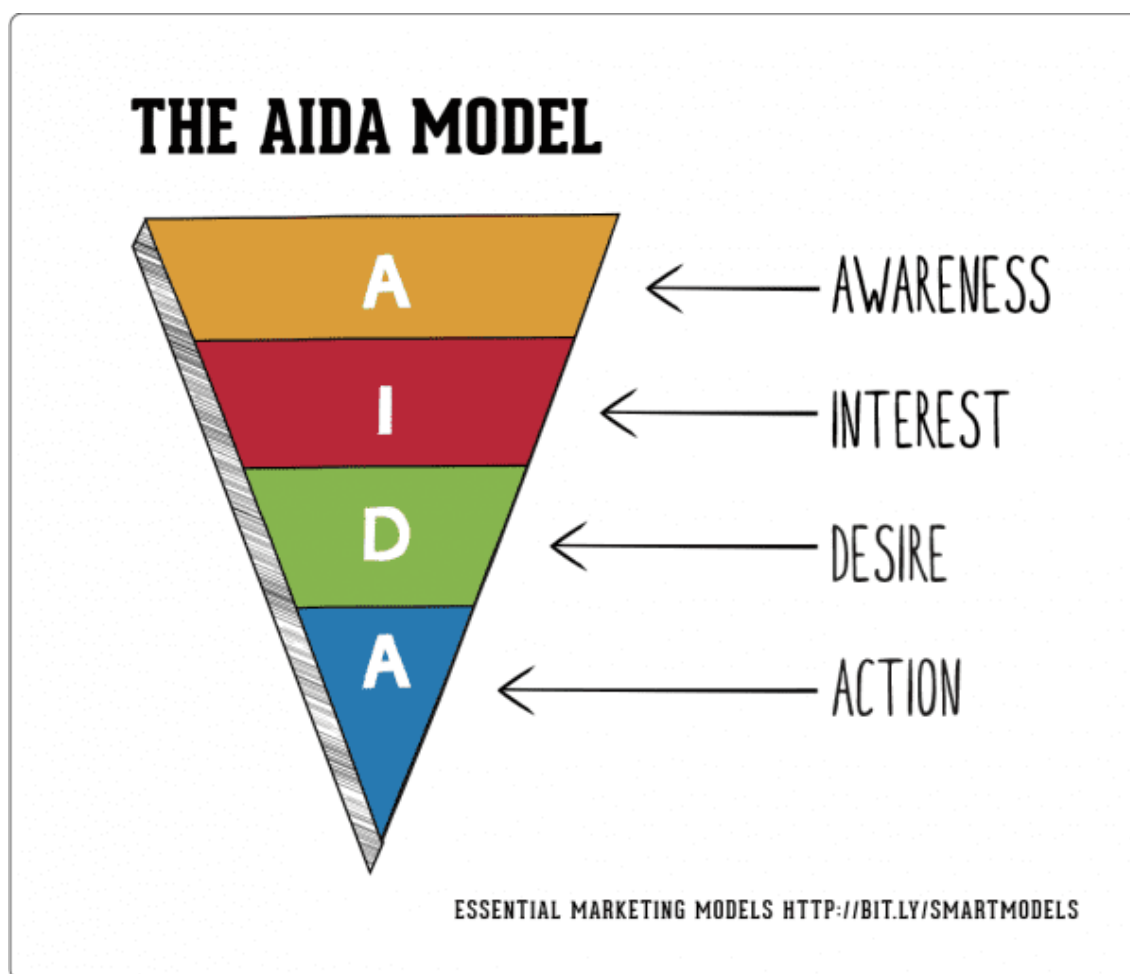 THE AIDA MODEL
A
AWARENESS
I
INTEREST
D
DESIRE
A
ACTION
ESSENTIAL MARKETING MODELS HTTP://BIT.LY/SMARTMODELS